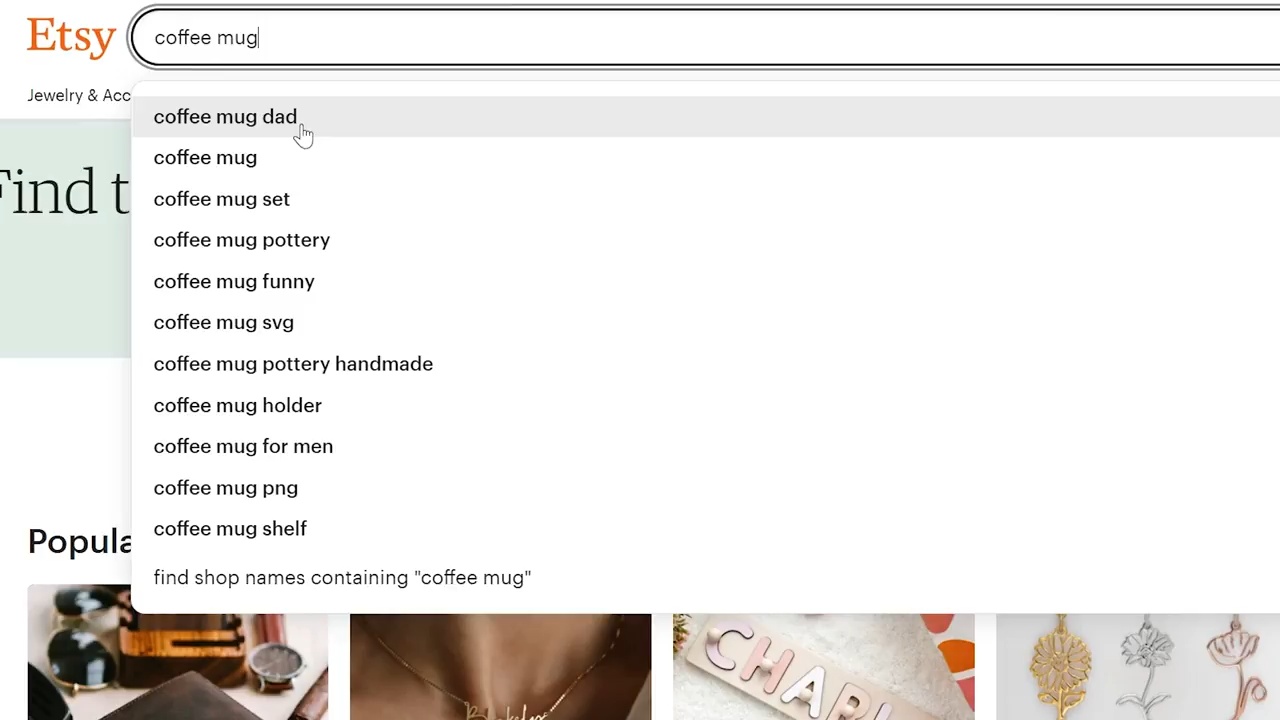 Etsy
coffee mug
Jewelry & Acc
coffee mug dad
Find t
coffee mug
coffee mug set
coffee mug pottery
coffee mug funny
coffee mug svg
coffee mug pottery handmade
coffee mug holder
coffee mug for men
coffee mug png
coffee mug shelf
Popula
find shop names containing "coffee mug"
CHARL